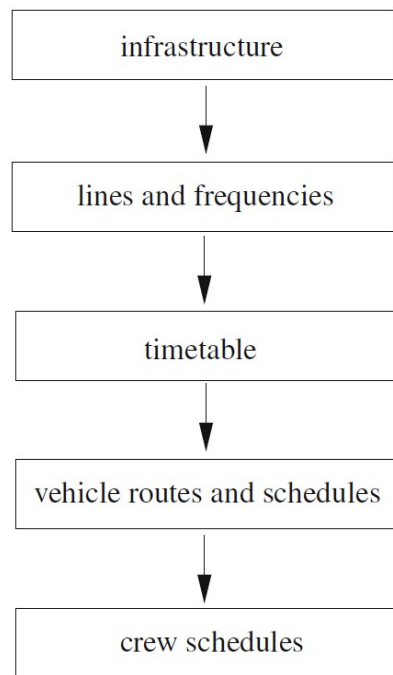 infrastructure
lines and frequencies
timetable
vehicle routes and schedules
crew schedules